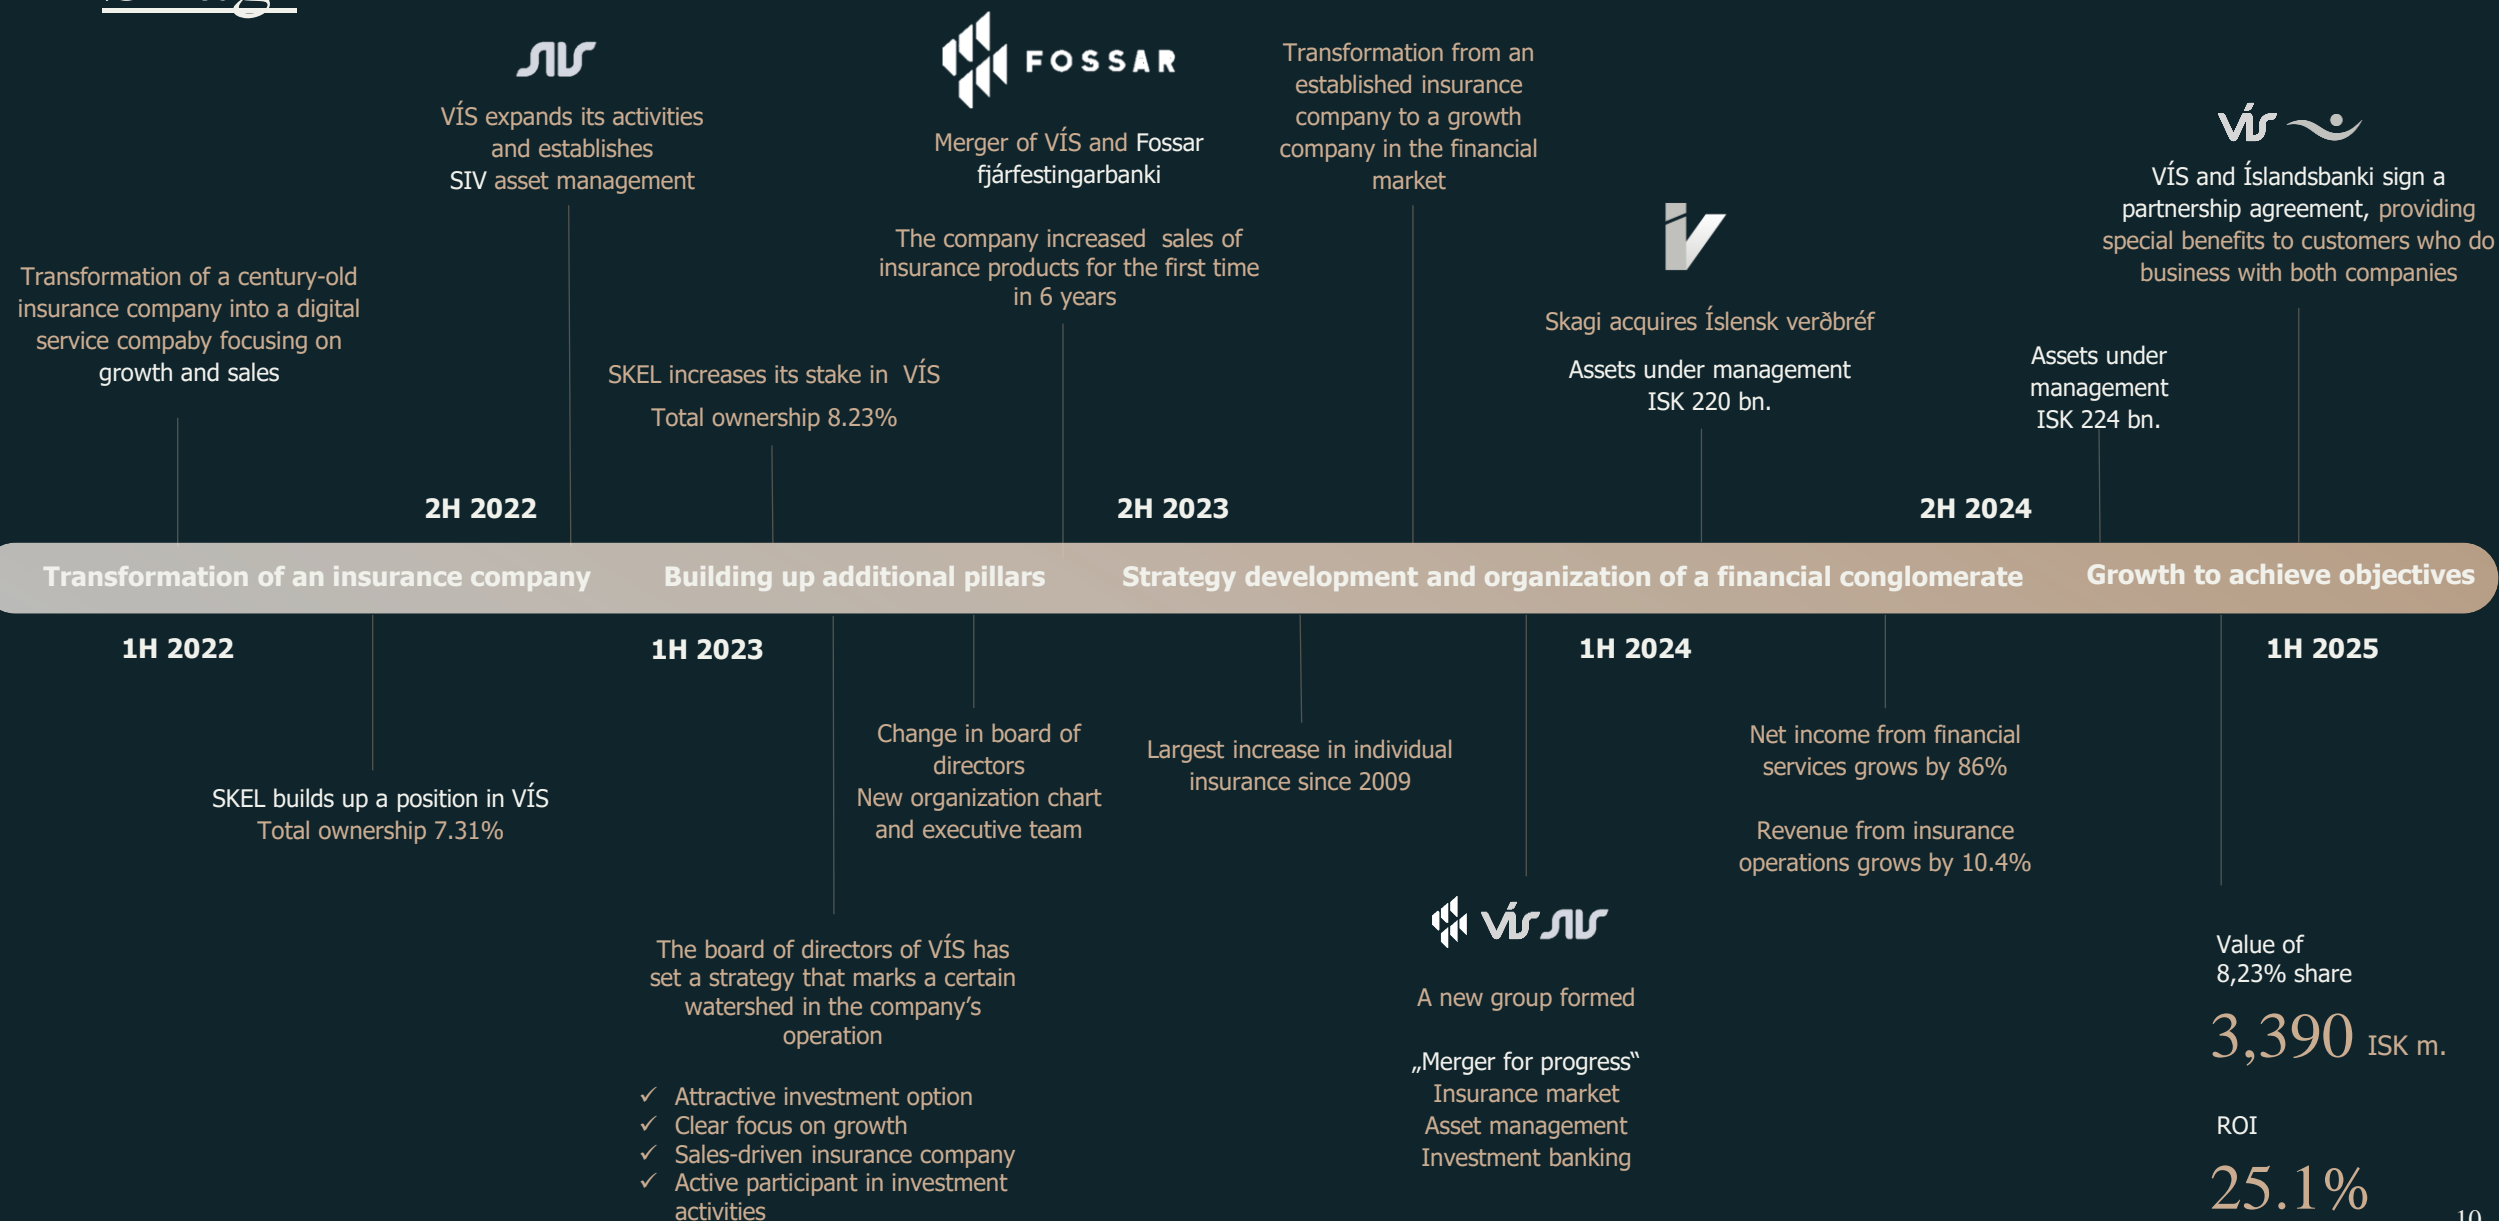 FOSSAR
VÍS expands its activities
and establishes
SIV asset management
Merger of VÍS and Fossar
fjárfestingarbanki
The company increased sales of
insurance products for the first time
in 6 years
Transformation from an
established insurance
company to a growth
company in the financial
market
VÍS
VÍS and Íslandsbanki sign a
partnership agreement, providing
special benefits to customers who do
business with both companies
Transformation of a century-old
insurance company into a digital
service compaby focusing on
growth and sales
SKEL increases its stake in VÍS
Total ownership 8.23%
iv
Skagi acquires Íslensk verðbréf
Assets under management
ISK 220 bn.
Assets under
management
ISK 224 bn.
2H 2022
2H 2023
2H 2024
Transformation of an insurance company
Building up additional pillars
Strategy development and organization of a financial conglomerate
Growth to achieve objectives
1H 2022
1H 2023
1H 2024
1H 2025
SKEL builds up a position in VÍS
Total ownership 7.31%
Change in board of
directors
New organization chart
and executive team
The board of directors of VÍS has
set a strategy that marks a certain
watershed in the company’s
operation
✓ Attractive investment option
✓ Clear focus on growth
✓ Sales-driven insurance company
✓ Active participant in investment
activities
Largest increase in individual
insurance since 2009
VÍS SIV
A new group formed
„Merger for progress“
Insurance market
Asset management
Investment banking
Net income from financial
services grows by 86%
Revenue from insurance
operations grows by 10.4%
Value of
8,23% share
3,390 ISK m.
ROI
25.1%
10